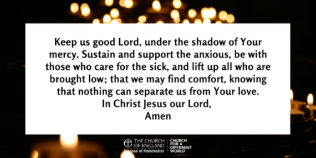 Keep us good Lord, under the shadow of Your
mercy. Sustain and support the anxious, be with
those who care for the sick, and lift up all who are
brought low; that we may find comfort, knowing
that nothing can separate us from Your love.
In Christ Jesus our Lord,
Amen
THE CHURCH
OF ENGLAND
Diocese of Manchester
CHURCH
FOR A
DIFFERENT
WORLD